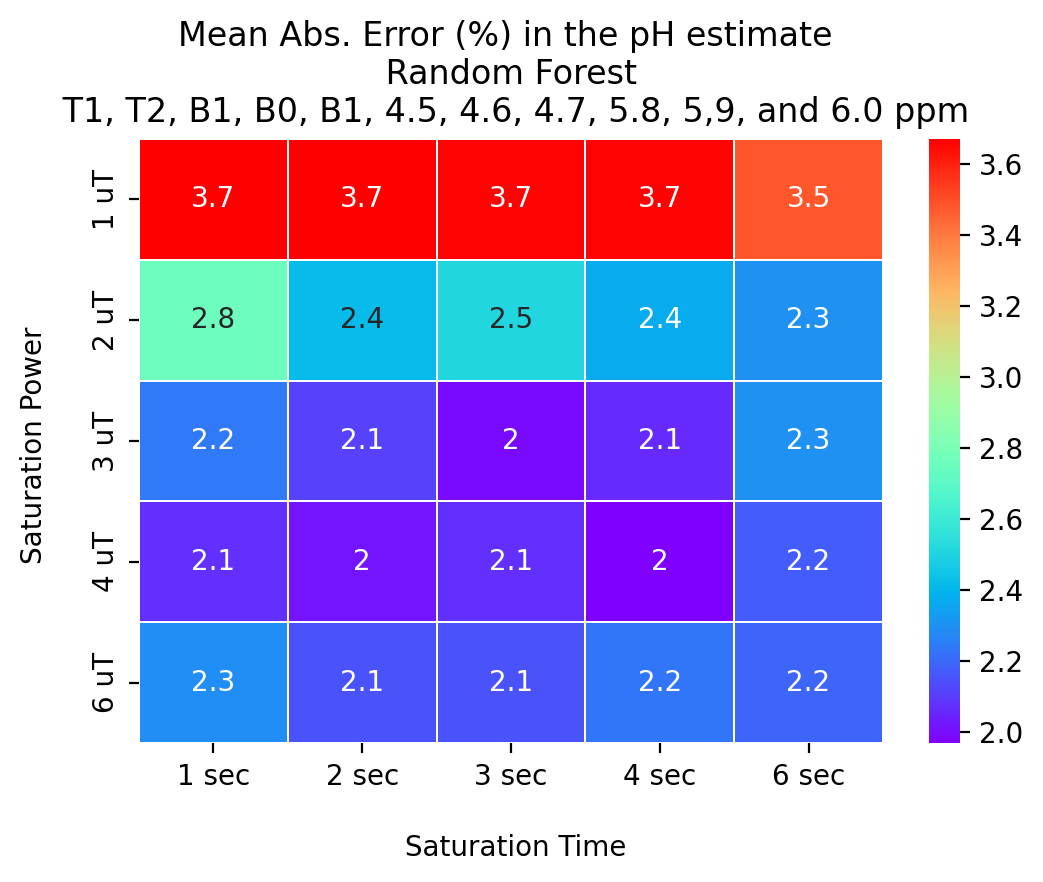 Mean Abs. Error (%) in the pH estimate
Random Forest
T1, T2, B1, B0, B1, 4.5, 4.6, 4.7, 5.8, 5,9, and 6.0 ppm
Saturation Power
1 uT
3.7 3.7 3.7 3.7 3.5
2 uT
2.8 2.4 2.5 2.4 2.3
3 uT
2.2 2.1 2 2.1 2.3
4 uT
2.1 2 2.1 2 2.2
6 uT
2.3 2.1 2.1 2.2 2.2
1 sec 2 sec 3 sec 4 sec 6 sec
Saturation Time
3.6
3.4
3.2
3.0
2.8
2.6
2.4
2.2
2.0